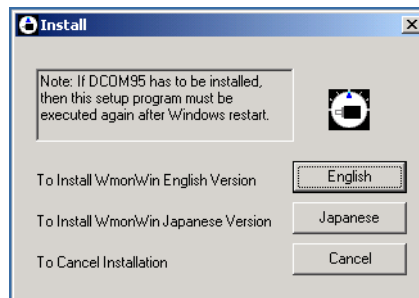 Install
Note: If DCOM95 has to be installed,
then this setup program must be
executed again after Windows restart.
To Install WmonWin English Version
English
To Install WmonWin Japanese Version
Japanese
To Cancel Installation
Cancel